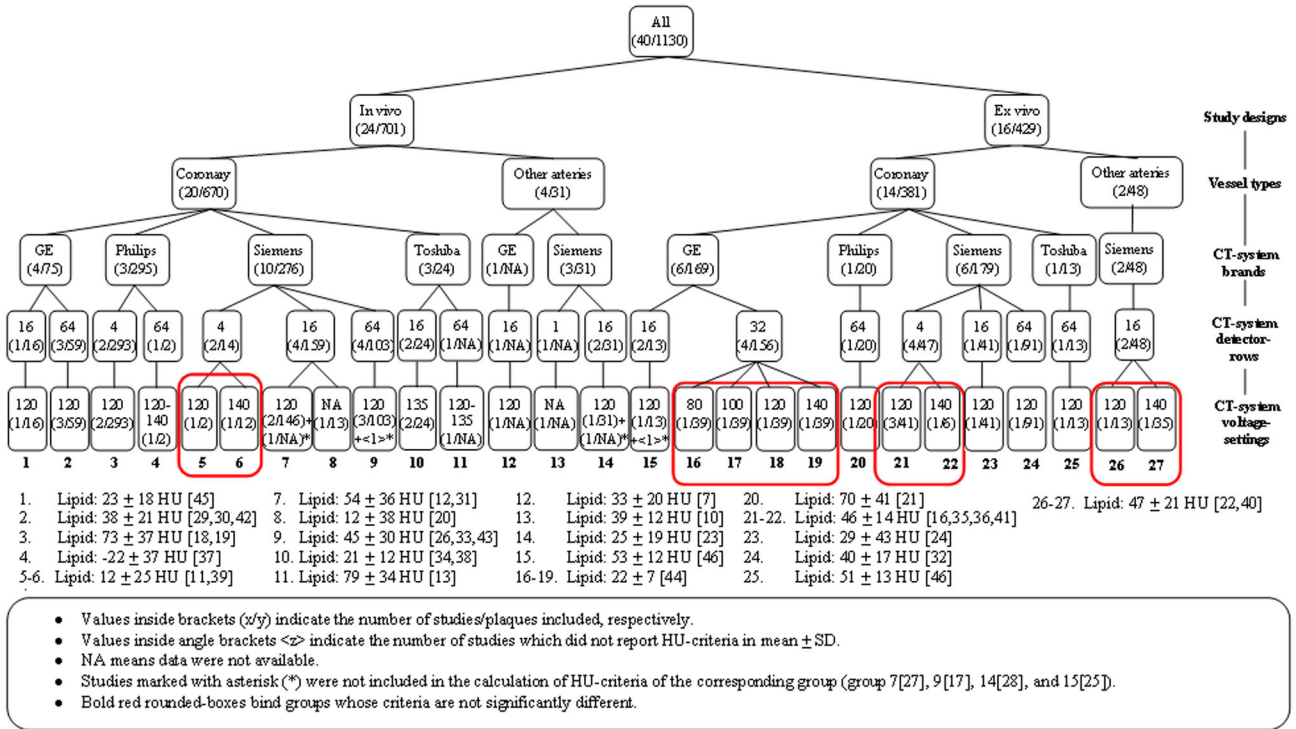 All
(40/1130)
In vivo
(24/701)
Ex vivo
(16/429)
Study designs
Coronary
(20/670)
Other arteries
(4/31)
Coronary
(14/381)
Other arteries
(2/48)
Vessel types
GE
(4/75)
Philips
(3/295)
Siemens
(10/276)
Toshiba
(3/24)
GE
(1/NA)
Siemens
(3/31)
GE
(6/169)
Philips
(1/20)
Siemens
(6/179)
Toshiba
(1/13)
Siemens
(2/48)
CT-system
brands
16
(1/16)
64
(3/59)
4
(2/293)
64
(1/2)
4
(2/14)
16
(4/159)
64
(4/103)
16
(2/24)
64
(1/NA)
16
(1/NA)
1
(1/NA)
16
(2/31)
16
(2/13)
32
(4/156)
64
(1/20)
4
(4/47)
16
(1/41)
64
(1/91)
64
(1/13)
16
(2/48)
CT-system
detector-
rows
120
(1/16)
120
(3/59)
120
(2/293)
120-
140
(1/2)
120
(1/2)
140
(1/12)
120
(2/146)+
(1/NA)*
NA
(1/13)
120
(3/103)
+<1>*
135
(2/24)
120-
135
(1/NA)
120
(1/NA)
NA
(1/NA)
120
(1/31)+
(1/NA)*
120
(1/13)
+<1>*
80
(1/39)
100
(1/39)
120
(1/39)
140
(1/39)
120
(1/20)
120
(3/41)
140
(1/6)
120
(1/41)
120
(1/91)
120
(1/13)
120
(1/13)
140
(1/35)
CT-system
voltage-
settings
1 2 3 4 5 6 7 8 9 10 11 12 13 14 15 16 17 18 19 20 21 22 23 24 25 26 27
1. Lipid: 23 ± 18 HU [45]
2. Lipid: 38 ± 21 HU [29,30,42]
3. Lipid: 73 ± 37 HU [18,19]
4. Lipid: -22 ± 37 HU [37]
5-6. Lipid: 12 ± 25 HU [11,39]
7. Lipid: 54 ± 36 HU [12,31]
8. Lipid: 12 ± 38 HU [20]
9. Lipid: 45 ± 30 HU [26,33,43]
10. Lipid: 21 ± 12 HU [34,38]
11. Lipid: 79 ± 34 HU [13]
12. Lipid: 33 ± 20 HU [7]
13. Lipid: 39 ± 12 HU [10]
14. Lipid: 25 ± 19 HU [23]
15. Lipid: 53 ± 12 HU [46]
16-19. Lipid: 22 ± 7 [44]
20. Lipid: 70 ± 41 [21]
21-22. Lipid: 46 ± 14 HU [16,35,36,41]
23. Lipid: 29 ± 43 HU [24]
24. Lipid: 40 ± 17 HU [32]
25. Lipid: 51 ± 13 HU [46]
26-27. Lipid: 47 ± 21 HU [22,40]
• Values inside brackets (x/y) indicate the number of studies/plaques included, respectively.
• Values inside angle brackets <z> indicate the number of studies which did not report HU-criteria in mean ± SD.
• NA means data were not available.
• Studies marked with asterisk (*) were not included in the calculation of HU-criteria of the corresponding group (group 7[27], 9[17], 14[28], and 15[25]).
• Bold red rounded-boxes bind groups whose criteria are not significantly different.